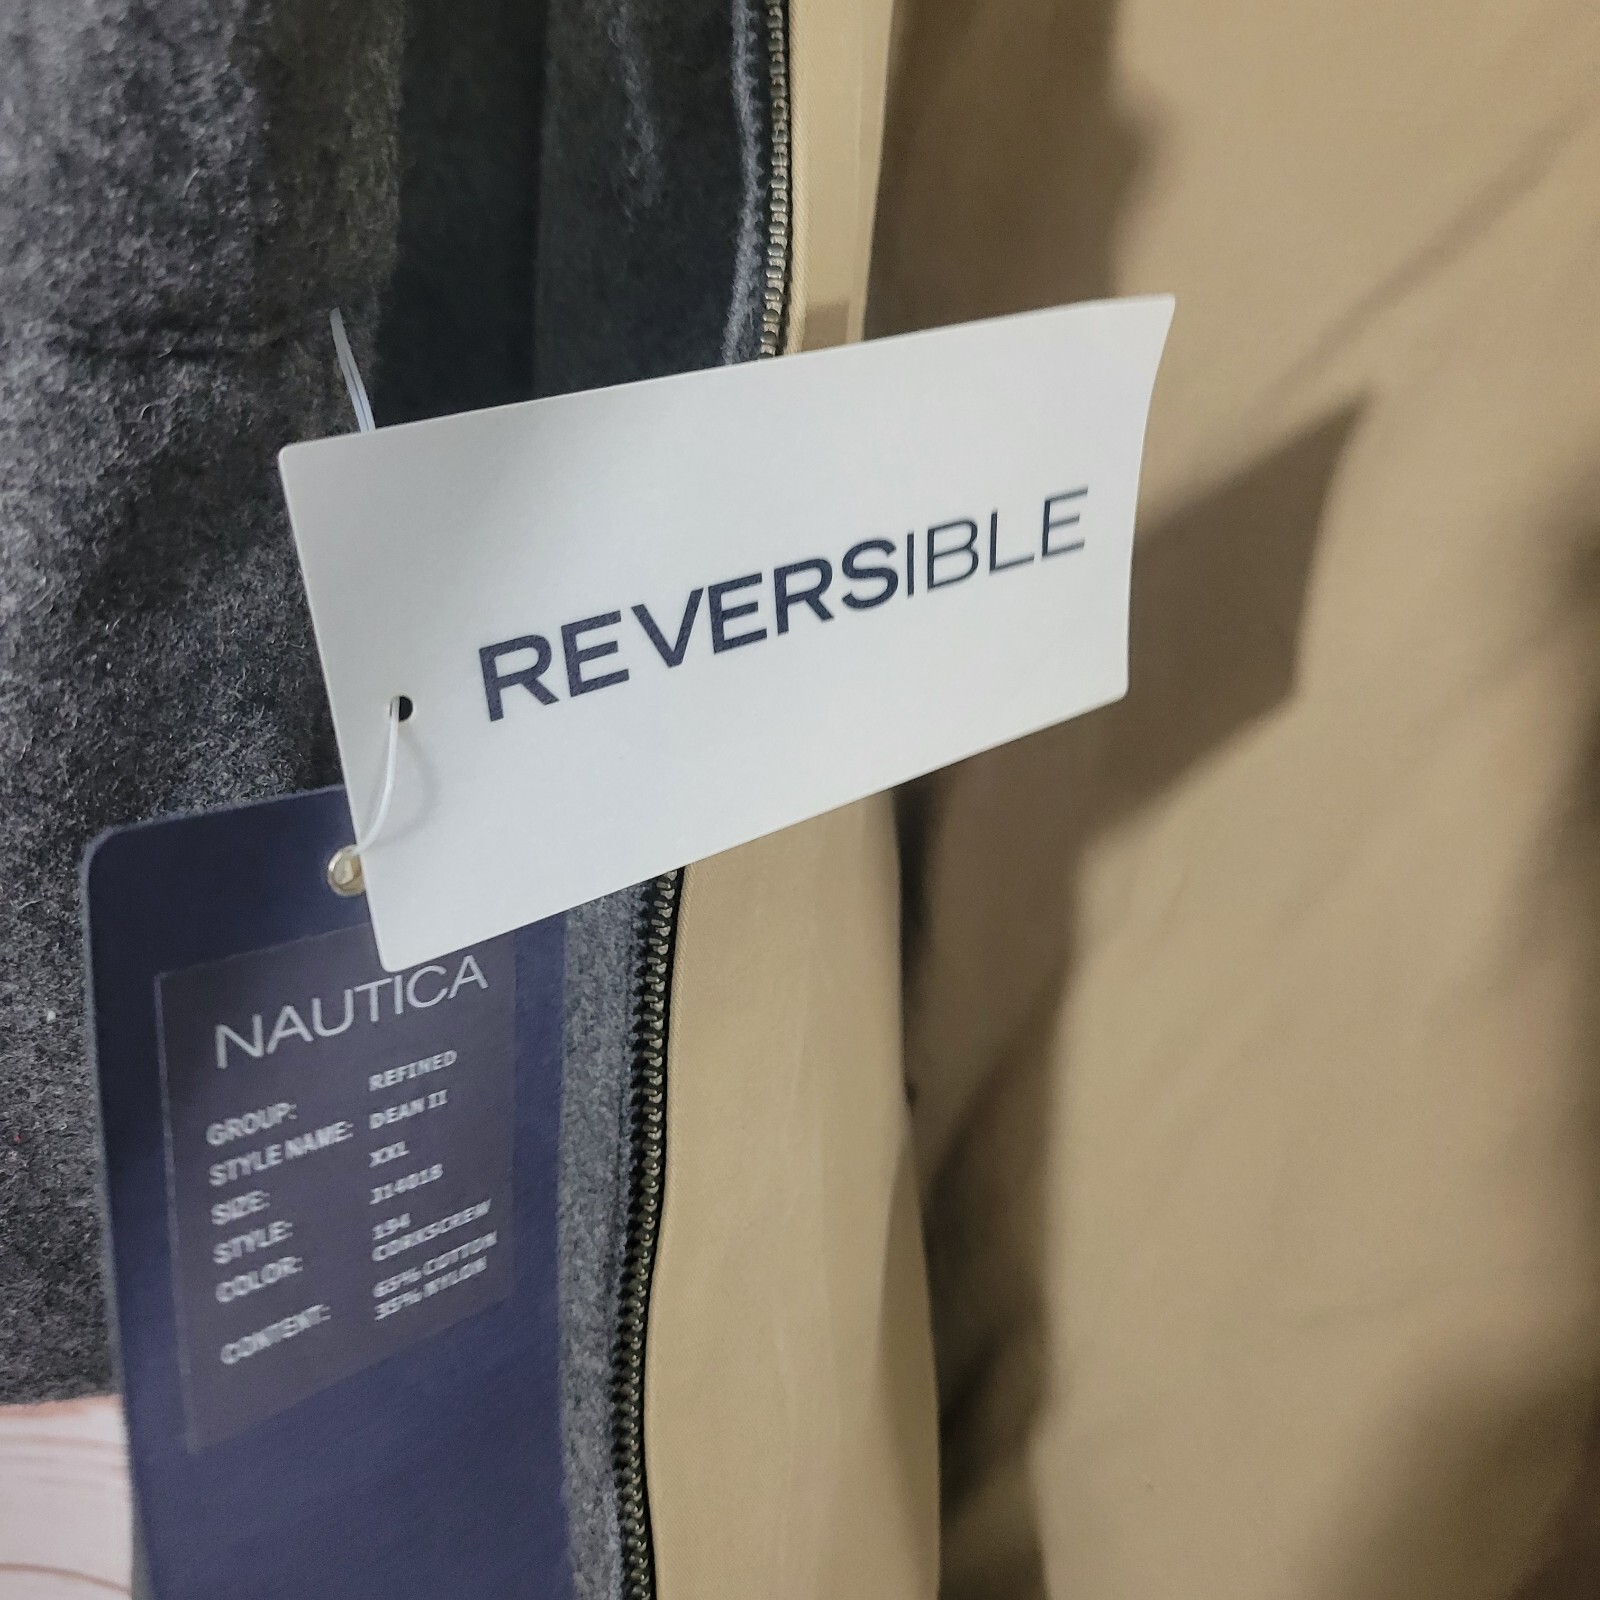 REVERSIBLE
NAUTICA
GROUP: REFINED
STYLE NAME: DEAN II
SIZE: XXL
STYLE: 314018
COLOR: 194
CORKSCREW
CONTENT: 65% COTTON
35% NYLON